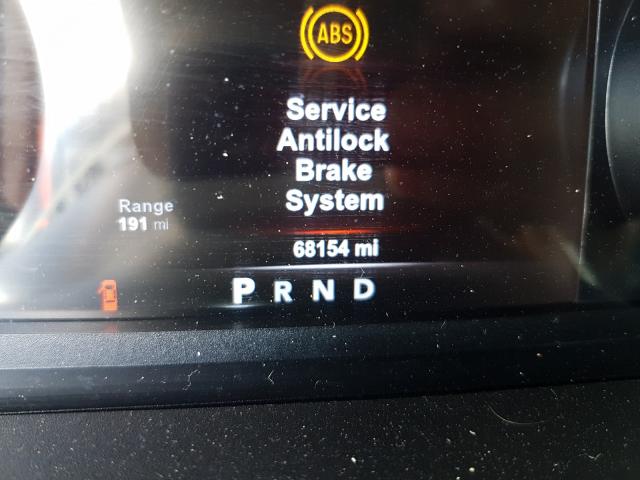 ABS
Service
Antilock
Brake
System
Range
191 mi
68154 mi
P R N D